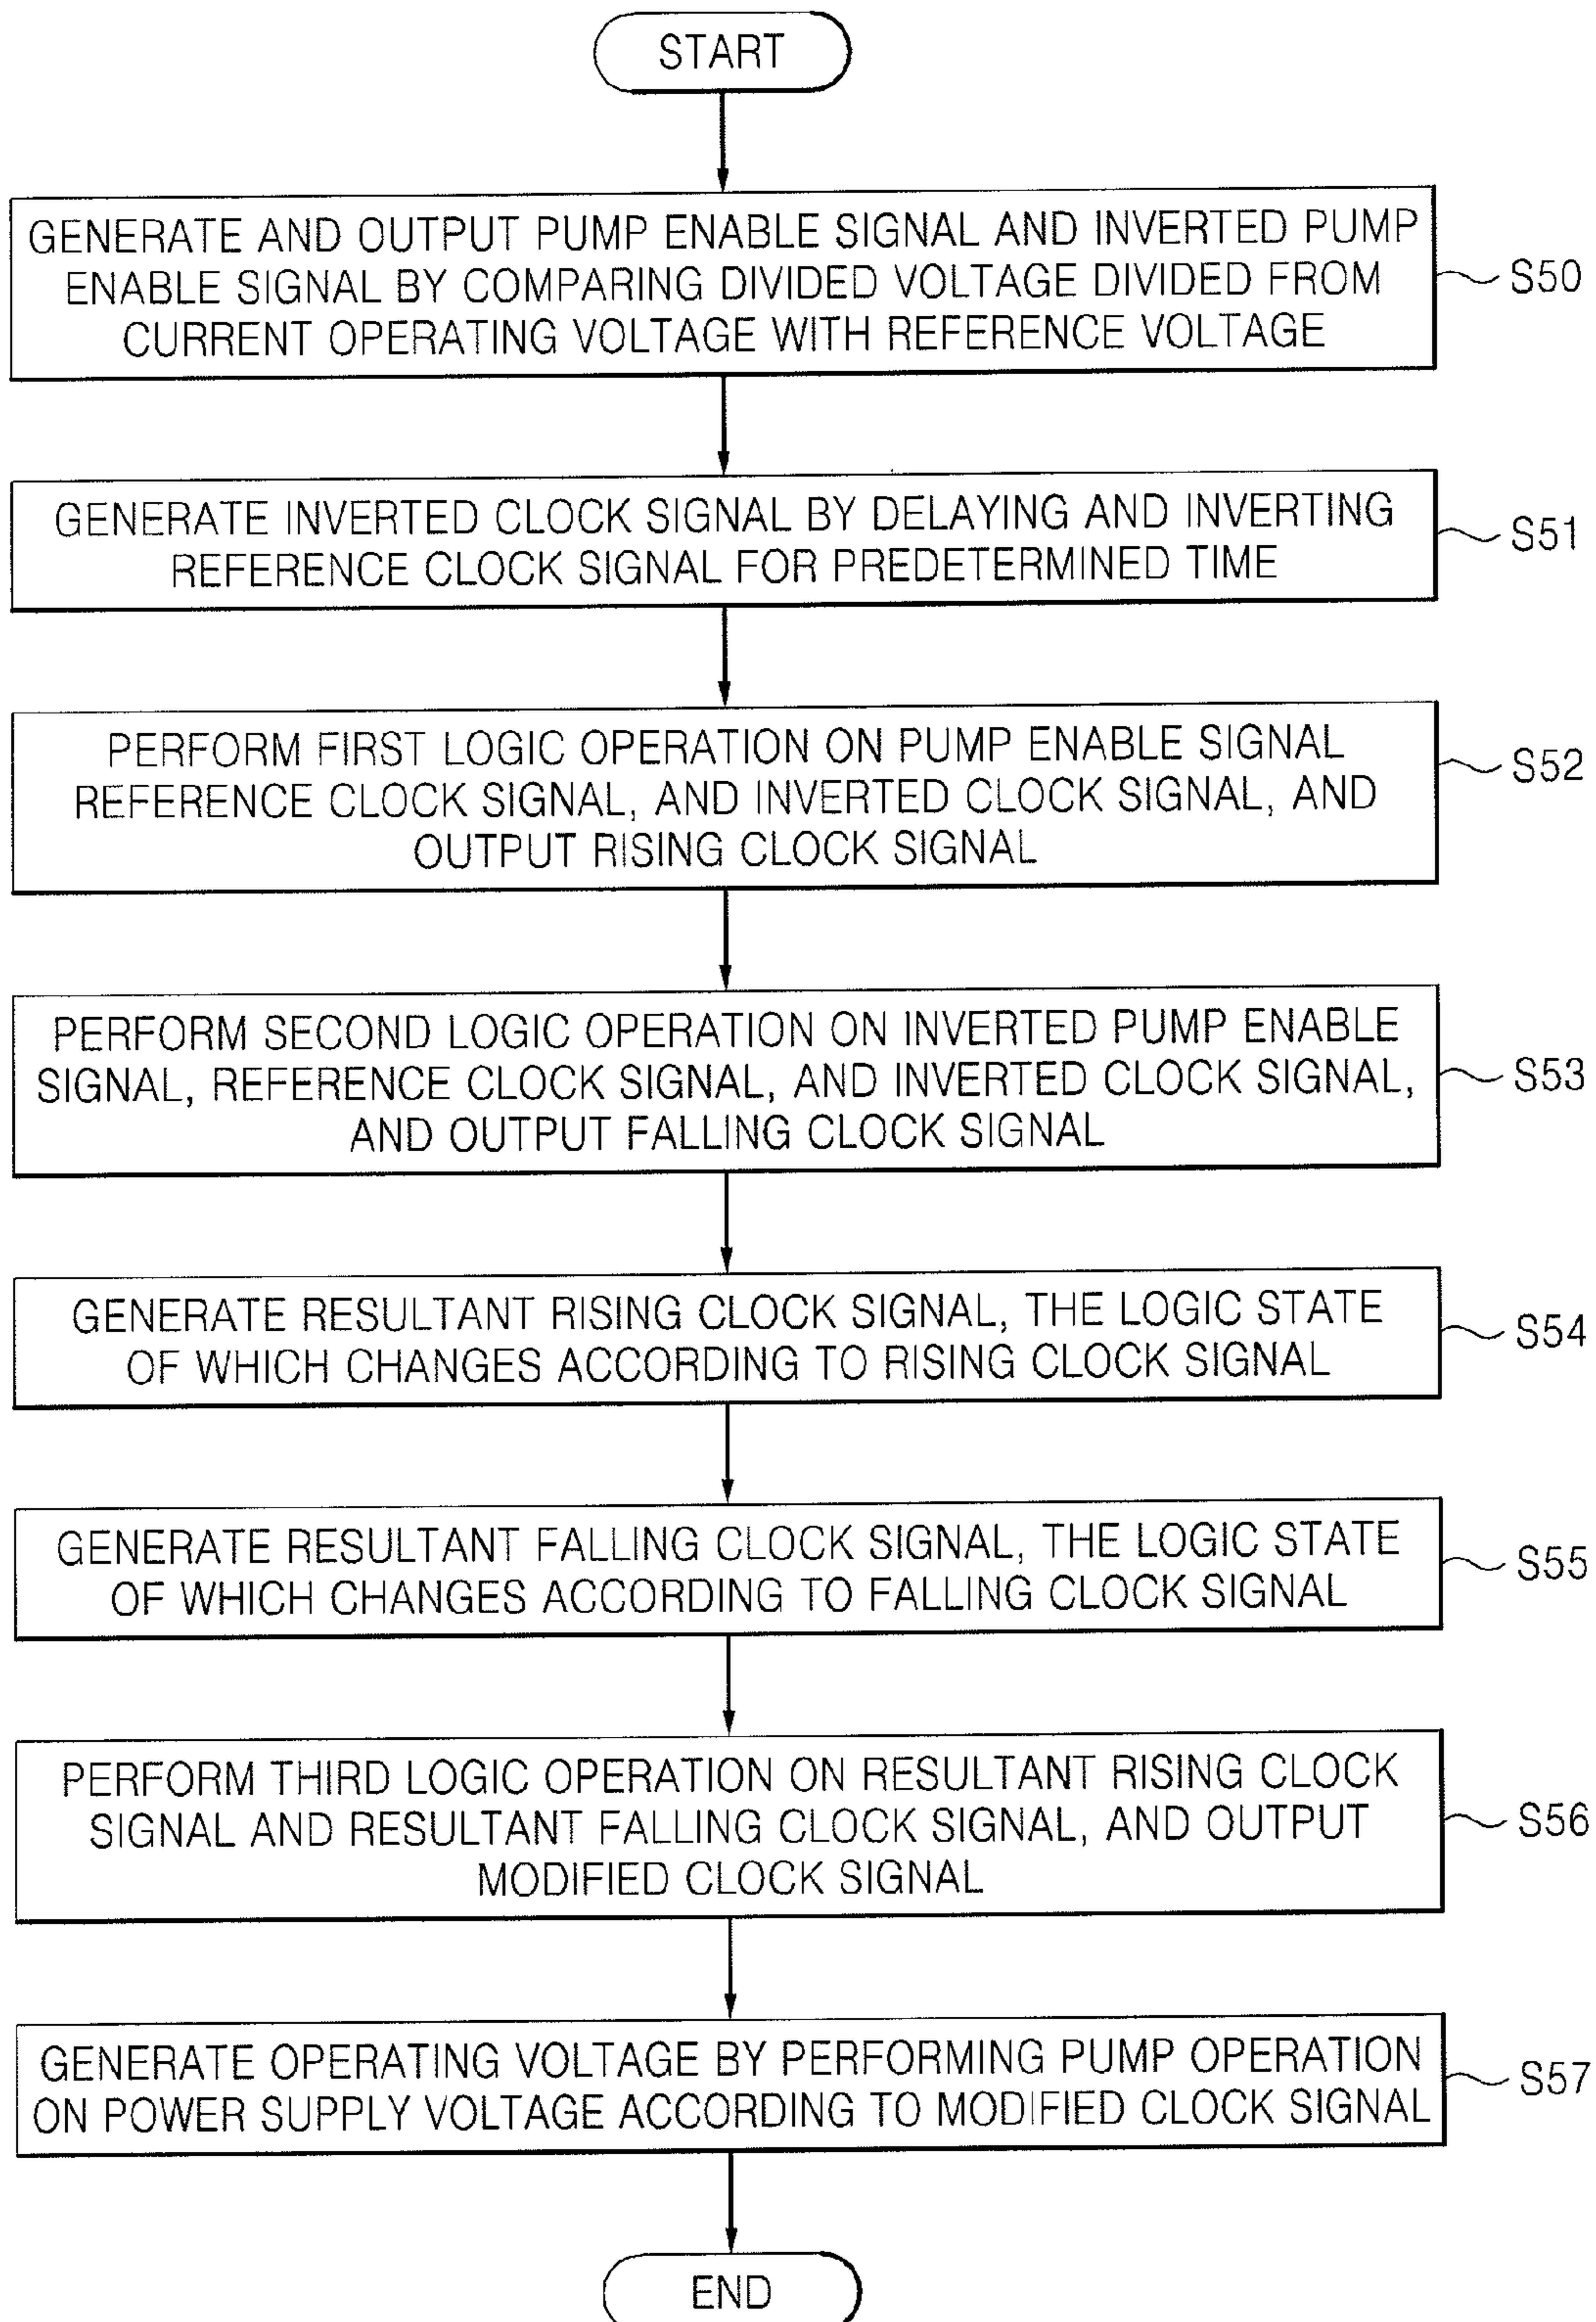 START
GENERATE AND OUTPUT PUMP ENABLE SIGNAL AND INVERTED PUMP
ENABLE SIGNAL BY COMPARING DIVIDED VOLTAGE DIVIDED FROM
CURRENT OPERATING VOLTAGE WITH REFERENCE VOLTAGE
S50
GENERATE INVERTED CLOCK SIGNAL BY DELAYING AND INVERTING
REFERENCE CLOCK SIGNAL FOR PREDETERMINED TIME
S51
PERFORM FIRST LOGIC OPERATION ON PUMP ENABLE SIGNAL
REFERENCE CLOCK SIGNAL, AND INVERTED CLOCK SIGNAL, AND
OUTPUT RISING CLOCK SIGNAL
S52
PERFORM SECOND LOGIC OPERATION ON INVERTED PUMP ENABLE
SIGNAL, REFERENCE CLOCK SIGNAL, AND INVERTED CLOCK SIGNAL,
AND OUTPUT FALLING CLOCK SIGNAL
S53
GENERATE RESULTANT RISING CLOCK SIGNAL, THE LOGIC STATE
OF WHICH CHANGES ACCORDING TO RISING CLOCK SIGNAL
S54
GENERATE RESULTANT FALLING CLOCK SIGNAL, THE LOGIC STATE
OF WHICH CHANGES ACCORDING TO FALLING CLOCK SIGNAL
S55
PERFORM THIRD LOGIC OPERATION ON RESULTANT RISING CLOCK
SIGNAL AND RESULTANT FALLING CLOCK SIGNAL, AND OUTPUT
MODIFIED CLOCK SIGNAL
S56
GENERATE OPERATING VOLTAGE BY PERFORMING PUMP OPERATION
ON POWER SUPPLY VOLTAGE ACCORDING TO MODIFIED CLOCK SIGNAL
S57
END